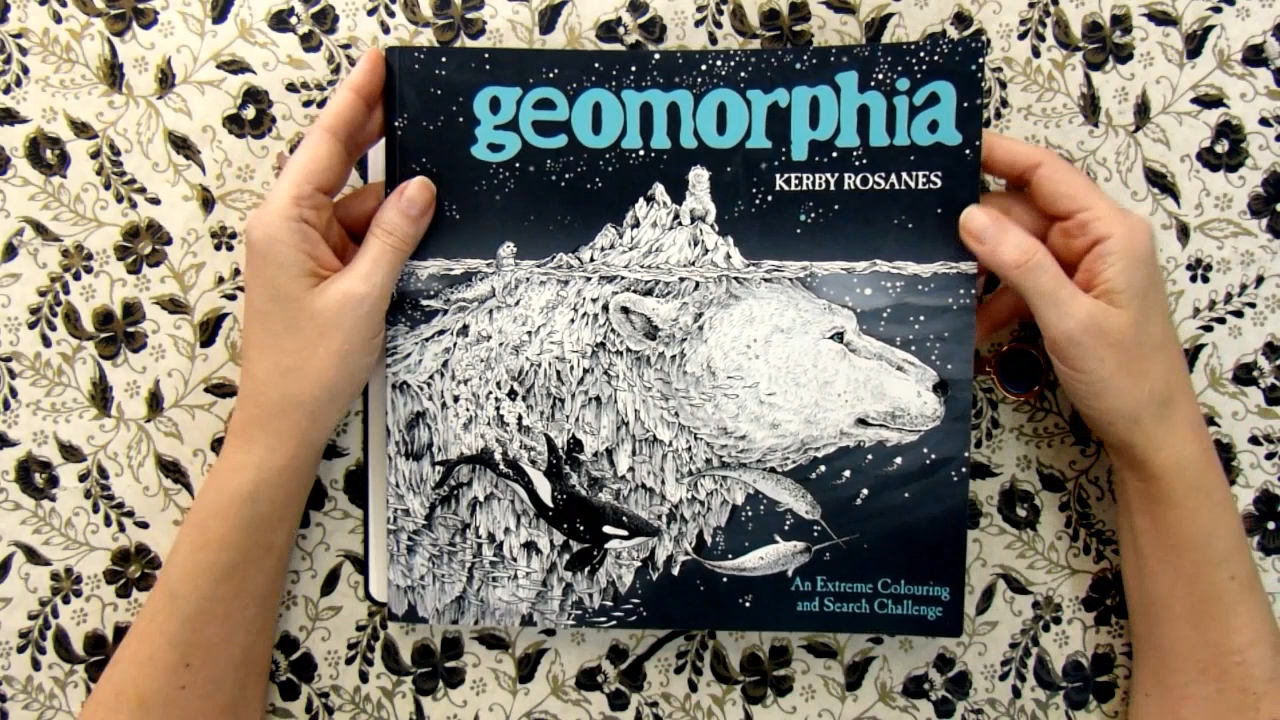 geomorphia
KERBY ROSANES
An Extreme Colouring
and Search Challenge